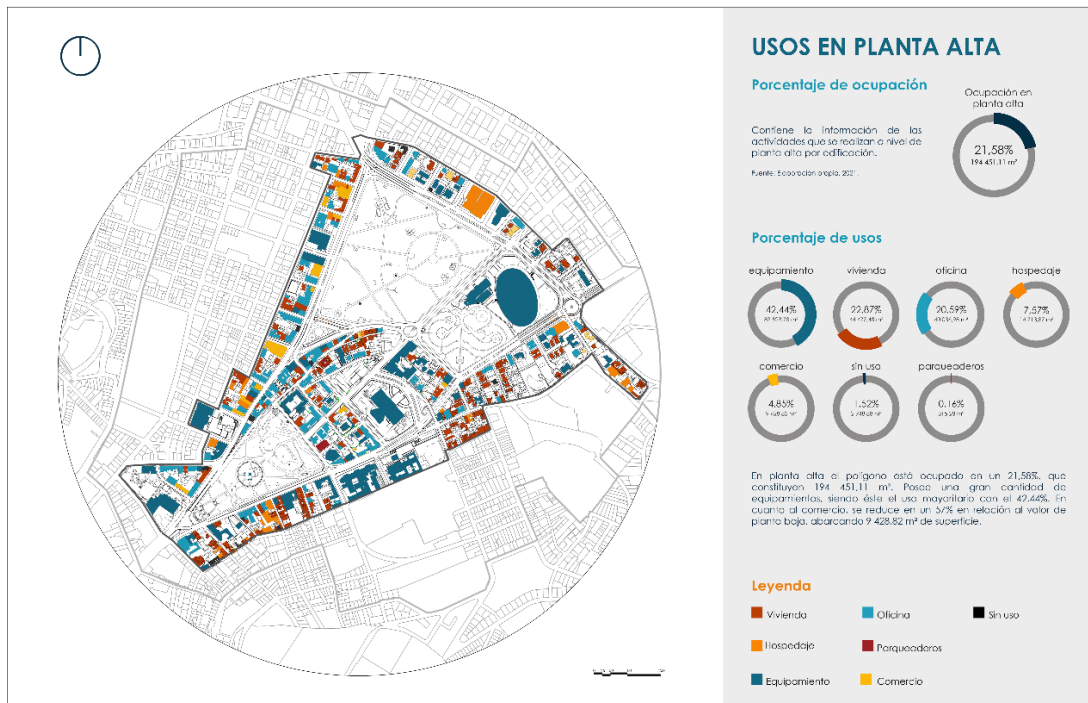 USOS EN PLANTA ALTA
Porcentaje de ocupación
Contiene la información de las
actividades que se realizan a nivel de
planta alta por edificación.
Fuente: Elaboración propia, 2021.
Ocupación en
planta alta
21,58%
194 451,11 m²
Porcentaje de usos
equipamiento
42,44%
vivienda
22,87%
oficina
20,59%
hospedaje
7,57%
comercio
4,85%
sin uso
1,52%
parqueaderos
0,16%
En planta alta el polígono está ocupado en un 21,58%, que
constituyen 194 451,11 m². Posee una gran cantidad de
equipamientos, siendo éste el uso mayoritario con el 42,44%. En
cuanto al comercio, se reduce en un 57% en relación al valor de
planta baja, abarcando 9 428,82 m² de superficie.
Leyenda
Vivienda
Oficina
Sin uso
Hospedaje
Parqueaderos
Equipamiento
Comercio